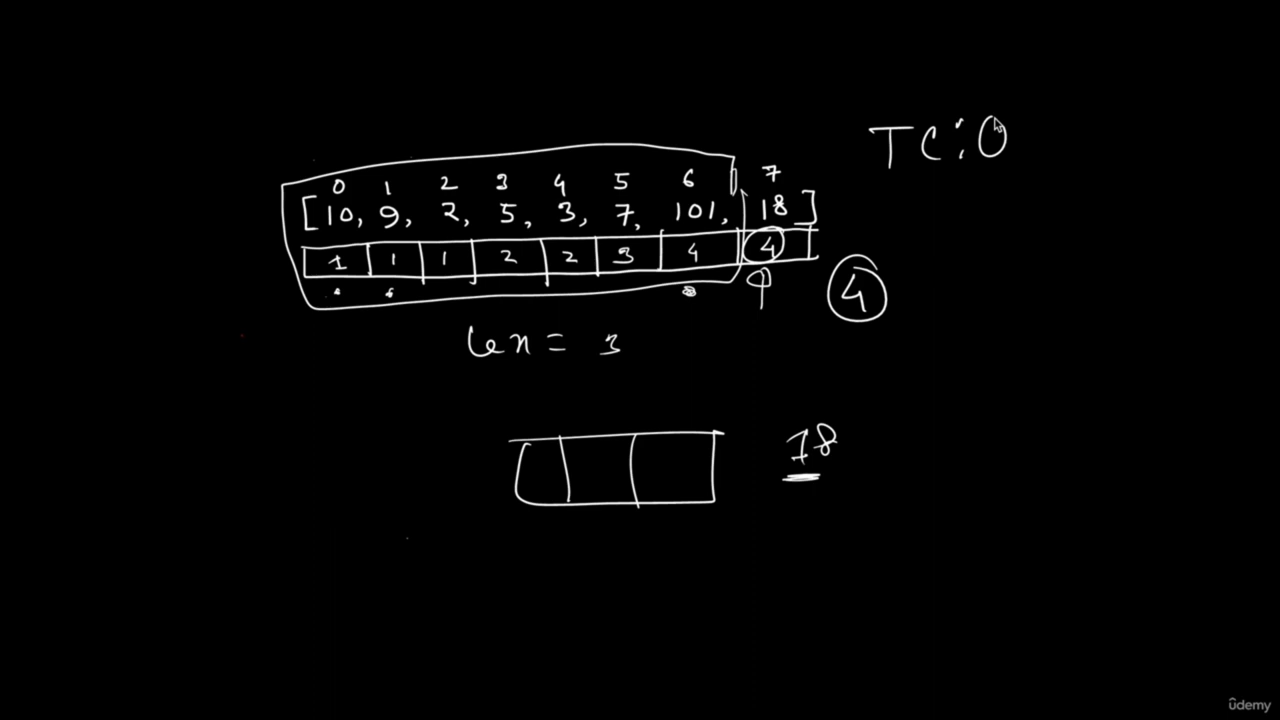 TC:O
0 1 2 3 4 5 6 7
[10, 9, 2, 5, 3, 7, 101, 18]
1 1 1 2 2 3 4 4
4
len = 3
18
ûdemy